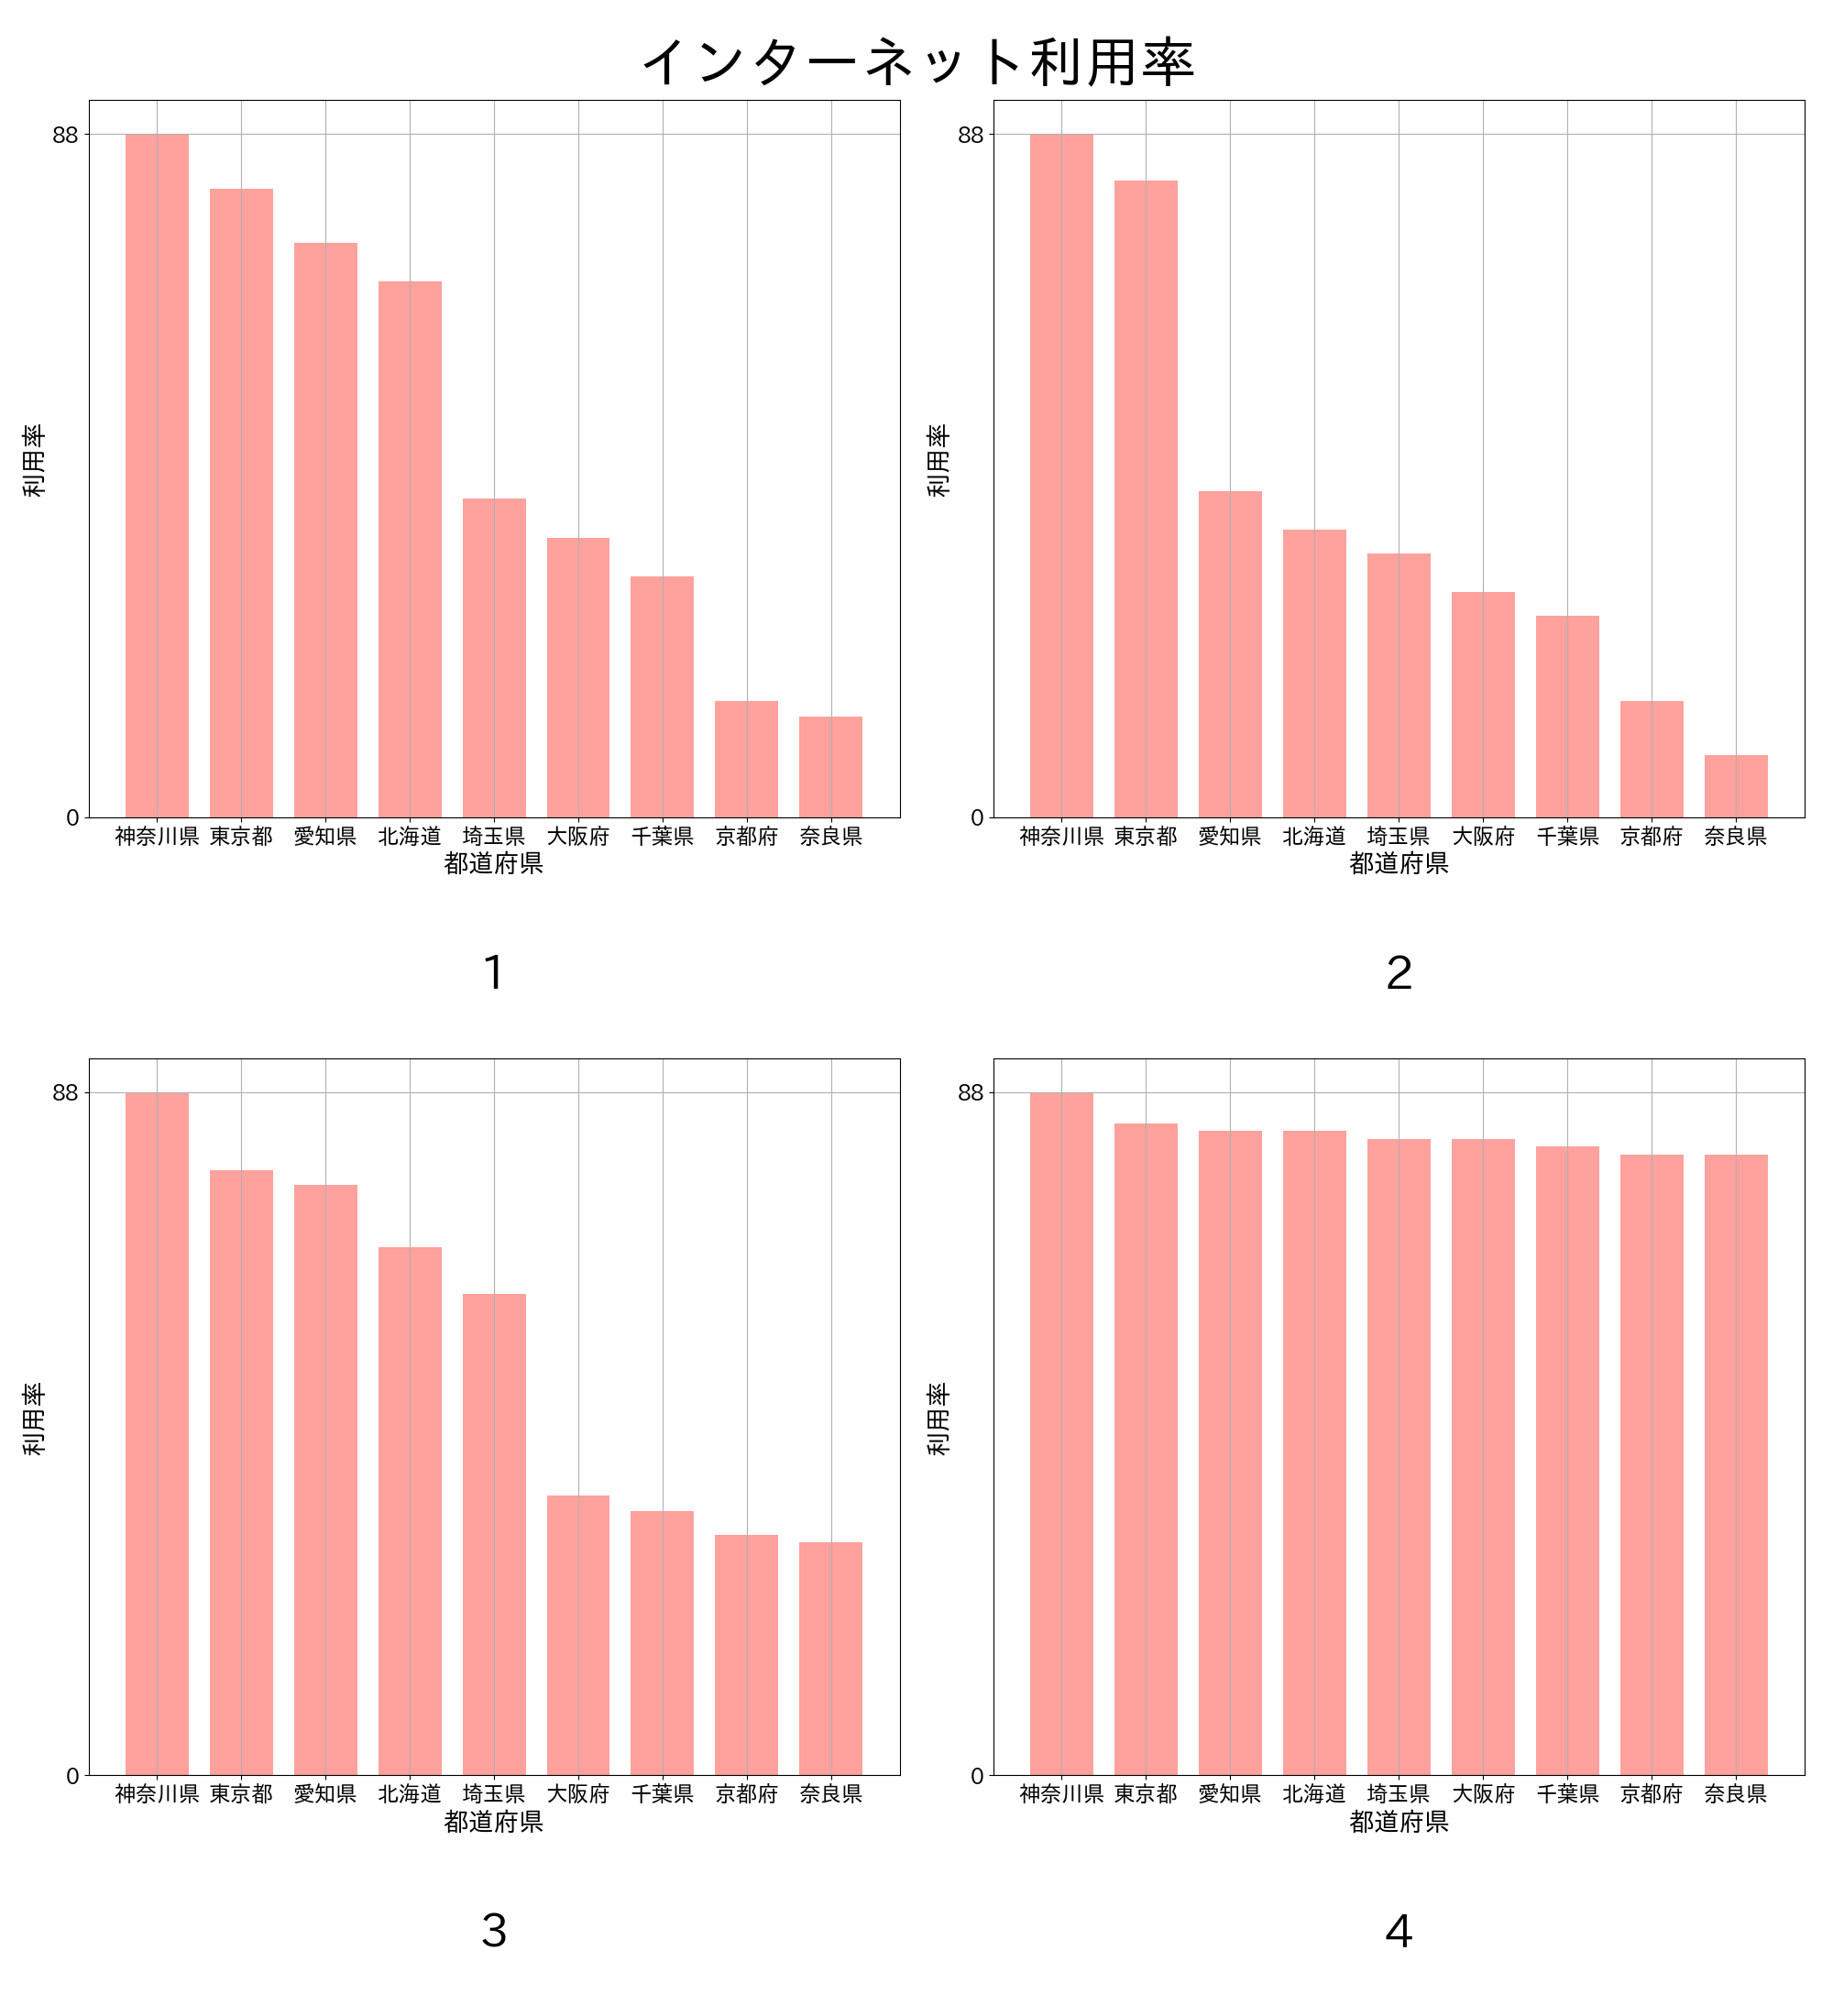 インターネット利用率
88
0
利用率
神奈川県 東京都 愛知県 北海道 埼玉県 大阪府 千葉県 京都府 奈良県
都道府県
1
88
0
利用率
神奈川県 東京都 愛知県 北海道 埼玉県 大阪府 千葉県 京都府 奈良県
都道府県
2
88
0
利用率
神奈川県 東京都 愛知県 北海道 埼玉県 大阪府 千葉県 京都府 奈良県
都道府県
3
88
0
利用率
神奈川県 東京都 愛知県 北海道 埼玉県 大阪府 千葉県 京都府 奈良県
都道府県
4